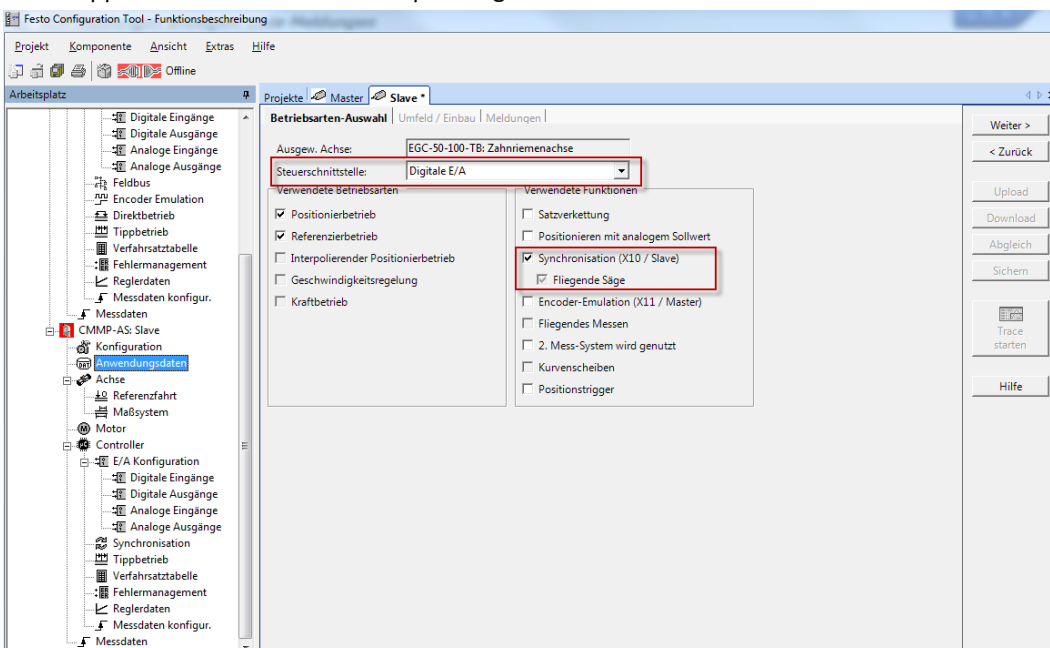 Festo Configuration Tool - Funktionsbeschreibung
Projekt Komponente Ansicht Extras Hilfe
Offline
Arbeitsplatz
Projekte Master Slave *
Digitale Eingänge
Digitale Ausgänge
Analoge Eingänge
Analoge Ausgänge
Feldbus
Encoder Emulation
Direktbetrieb
Tippbetrieb
Verfahrsatztabelle
Fehlermanagement
Reglerdaten
Messdaten konfigur.
Messdaten
CMMP-AS: Slave
Konfiguration
Anwendungsdaten
Achse
Referenzfahrt
Maßsystem
Motor
Controller
E/A Konfiguration
Digitale Eingänge
Digitale Ausgänge
Analoge Eingänge
Analoge Ausgänge
Synchronisation
Tippbetrieb
Verfahrsatztabelle
Fehlermanagement
Reglerdaten
Messdaten konfigur.
Messdaten
Betriebsarten-Auswahl Umfeld / Einbau Meldungen
Ausgew. Achse: EGC-50-100-TB: Zahnriemenachse
Steuerschnittstelle: Digitale E/A
Verwendete Betriebsarten
Positionierbetrieb
Referenzierbetrieb
Interpolierender Positionierbetrieb
Geschwindigkeitsregelung
Kraftbetrieb
Verwendete Funktionen
Satzverkettung
Positionieren mit analogem Sollwert
Synchronisation (X10 / Slave)
Fliegende Säge
Encoder-Emulation (X11 / Master)
Fliegendes Messen
2. Mess-System wird genutzt
Kurvenscheiben
Positionstrigger
Weiter >
< Zurück
Upload
Download
Abgleich
Sichern
Trace
starten
Hilfe